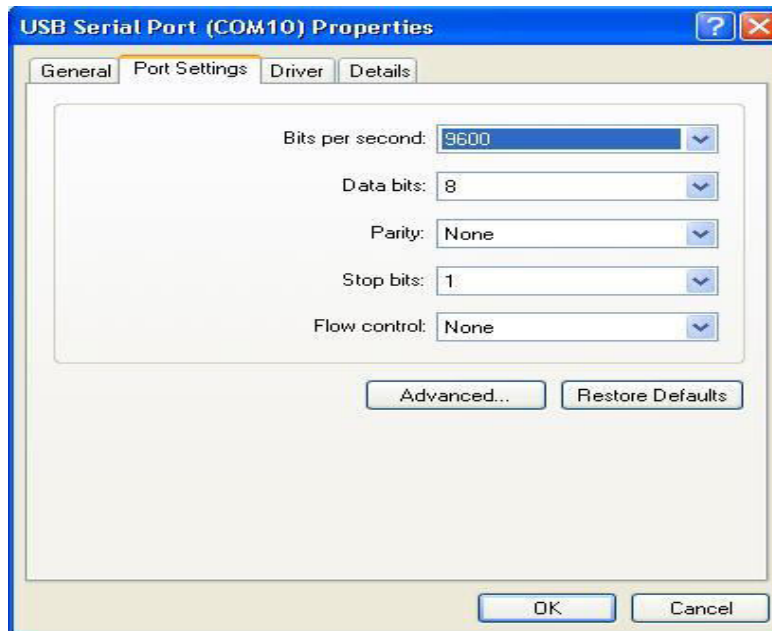 USB Serial Port (COM10) Properties
General Port Settings Driver Details
Bits per second: 9600
Data bits: 8
Parity: None
Stop bits: 1
Flow control: None
Advanced... Restore Defaults
OK Cancel